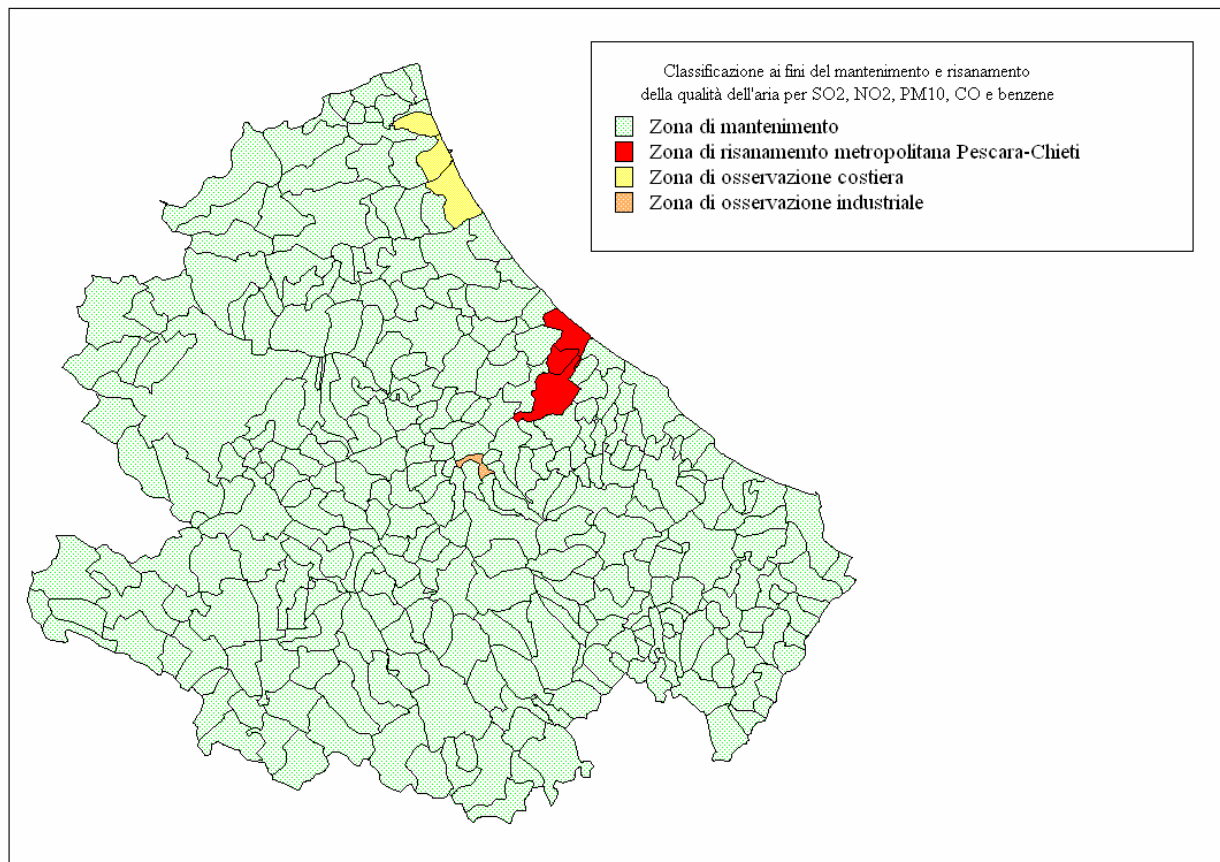 Classificazione ai fini del mantenimento e risanamento
della qualità dell'aria per SO2, NO2, PM10, CO e benzene
Zona di mantenimento
Zona di risanamemto metropolitana Pescara-Chieti
Zona di osservazione costiera
Zona di osservazione industriale